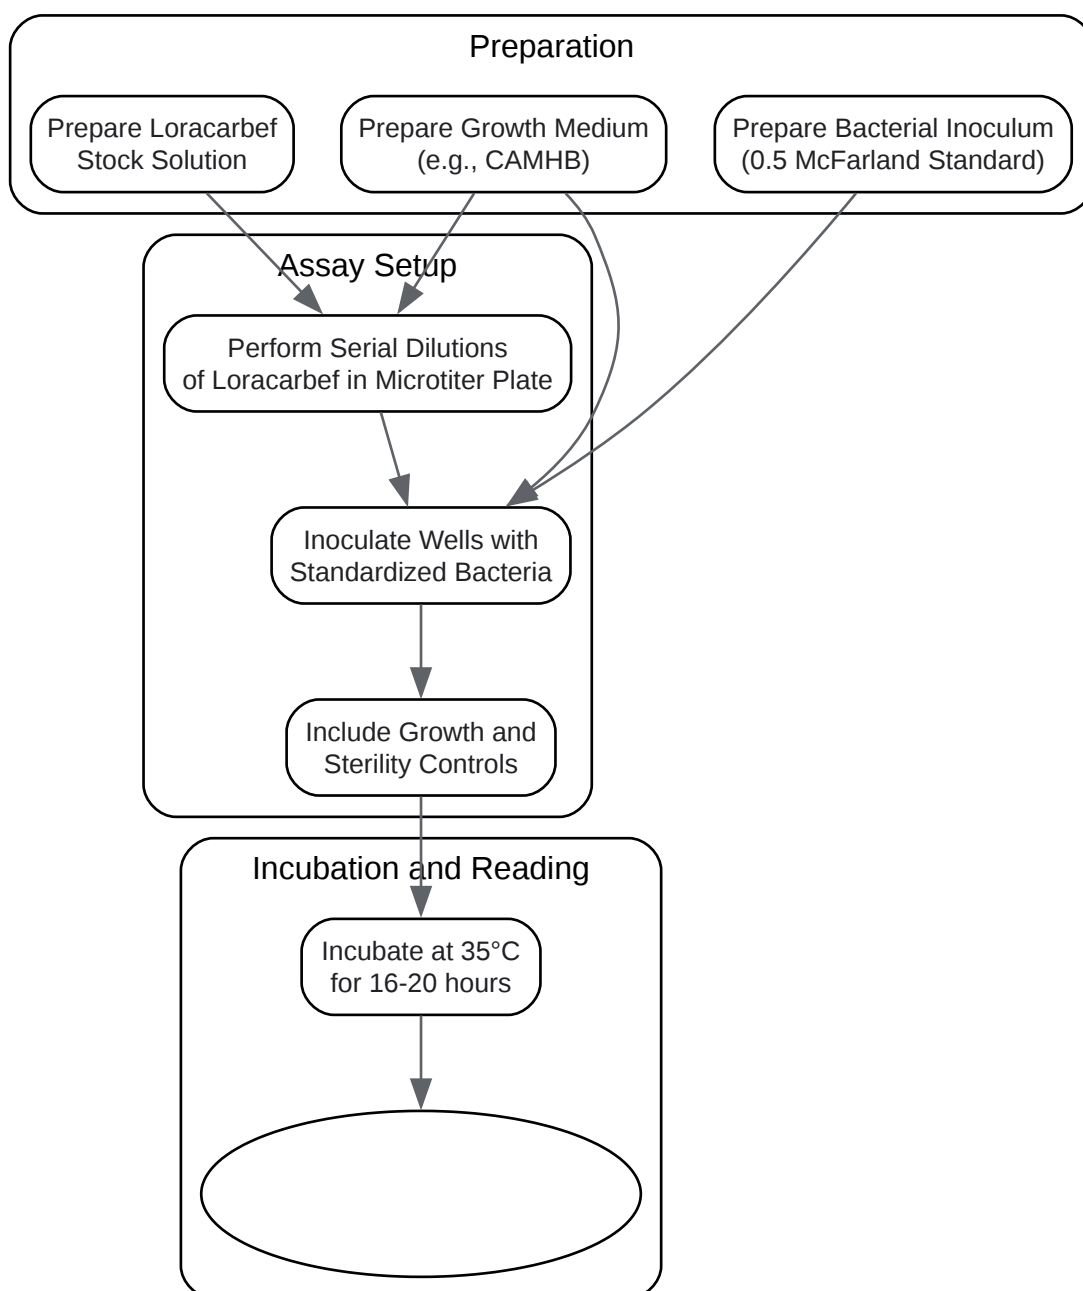 Preparation
Prepare Loracarbef
Stock Solution
Prepare Growth Medium
(e.g., CAMHB)
Prepare Bacterial Inoculum
(0.5 McFarland Standard)
Assay Setup
Perform Serial Dilutions
of Loracarbef in Microtiter Plate
Inoculate Wells with
Standardized Bacteria
Include Growth and
Sterility Controls
Incubation and Reading
Incubate at 35°C
for 16-20 hours